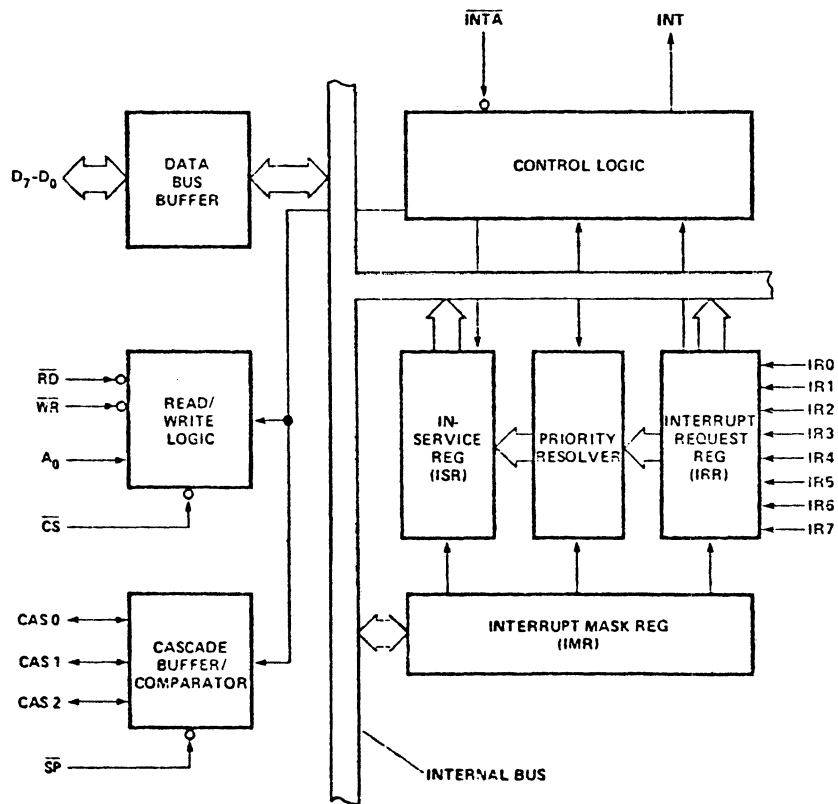 INTA
INT
CONTROL LOGIC
D7-D0
DATA
BUS
BUFFER
RD
WR
A0
CS
READ/
WRITE
LOGIC
IN-
SERVICE
REG
(ISR)
PRIORITY
RESOLVER
INTERRUPT
REQUEST
REG
(IRR)
IR0
IR1
IR2
IR3
IR4
IR5
IR6
IR7
CAS 0
CAS 1
CAS 2
SP
CASCADE
BUFFER/
COMPARATOR
INTERRUPT MASK REG
(IMR)
INTERNAL BUS